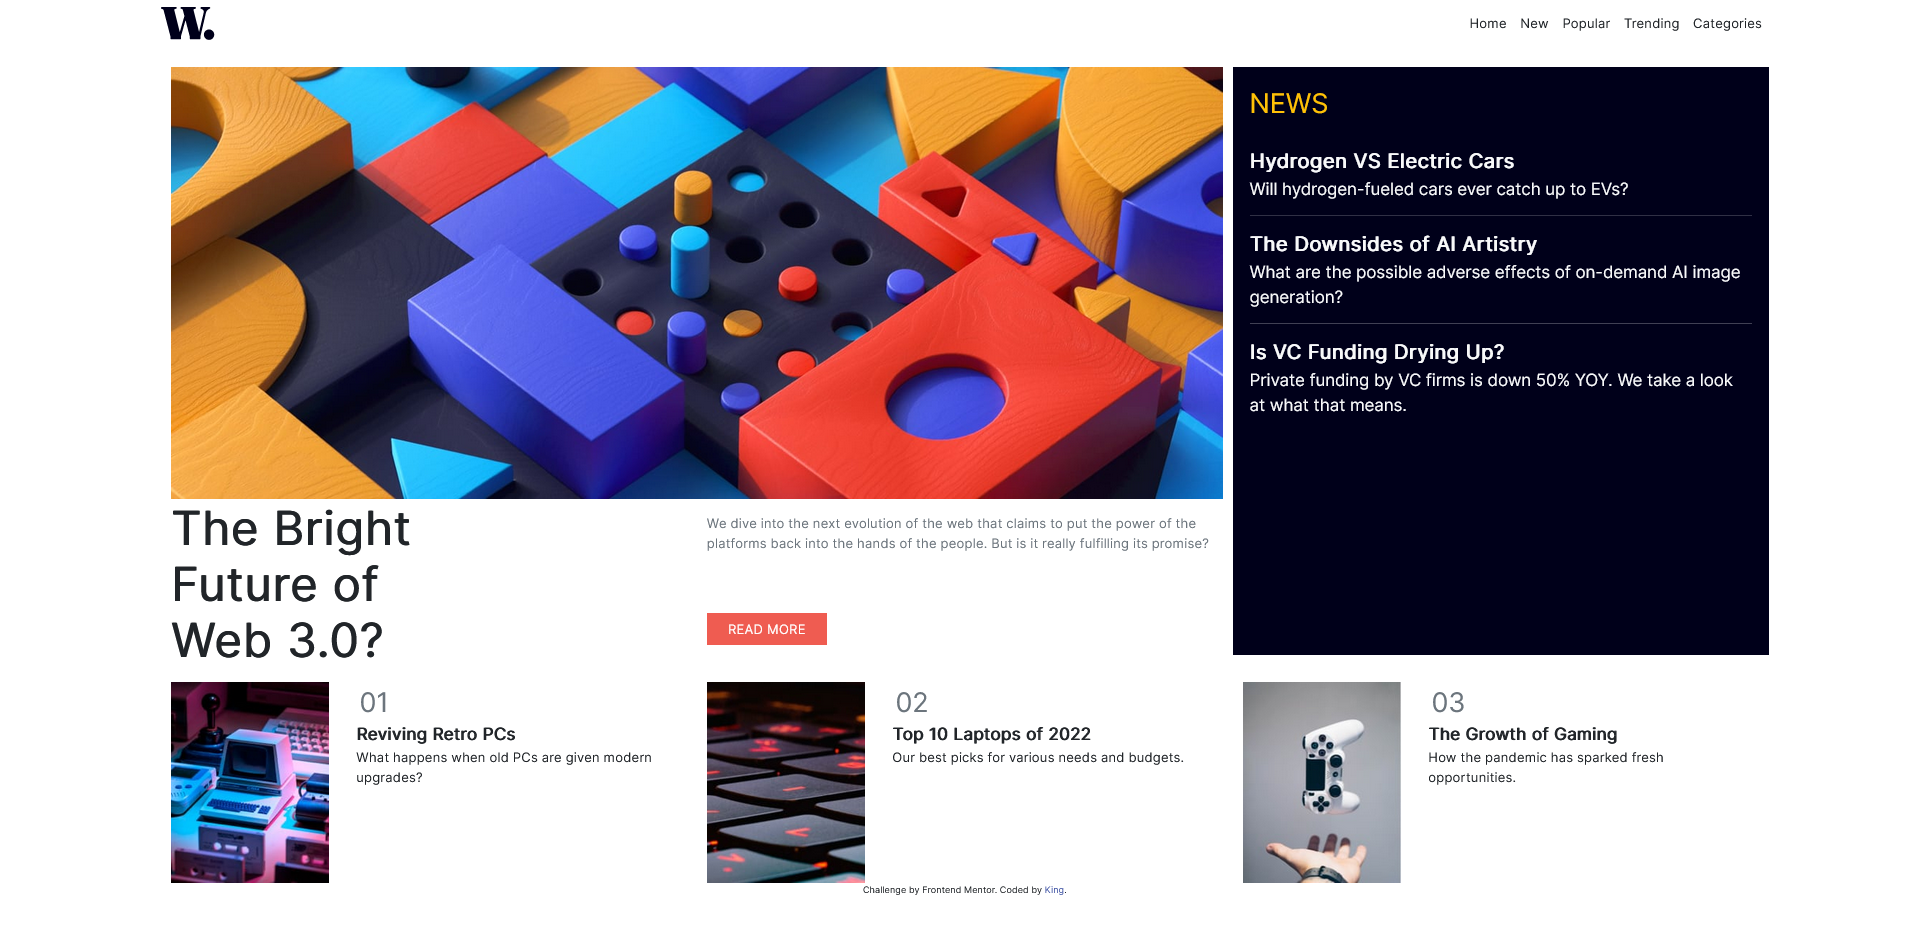 W.
Home New Popular Trending Categories
NEWS
Hydrogen VS Electric Cars
Will hydrogen-fueled cars ever catch up to EVs?
The Downsides of AI Artistry
What are the possible adverse effects of on-demand AI image
generation?
Is VC Funding Drying Up?
Private funding by VC firms is down 50% YOY. We take a look
at what that means.
The Bright
Future of
Web 3.0?
We dive into the next evolution of the web that claims to put the power of the
platforms back into the hands of the people. But is it really fulfilling its promise?
READ MORE
01
Reviving Retro PCs
What happens when old PCs are given modern
upgrades?
02
Top 10 Laptops of 2022
Our best picks for various needs and budgets.
03
The Growth of Gaming
How the pandemic has sparked fresh
opportunities.
Challenge by Frontend Mentor. Coded by King.